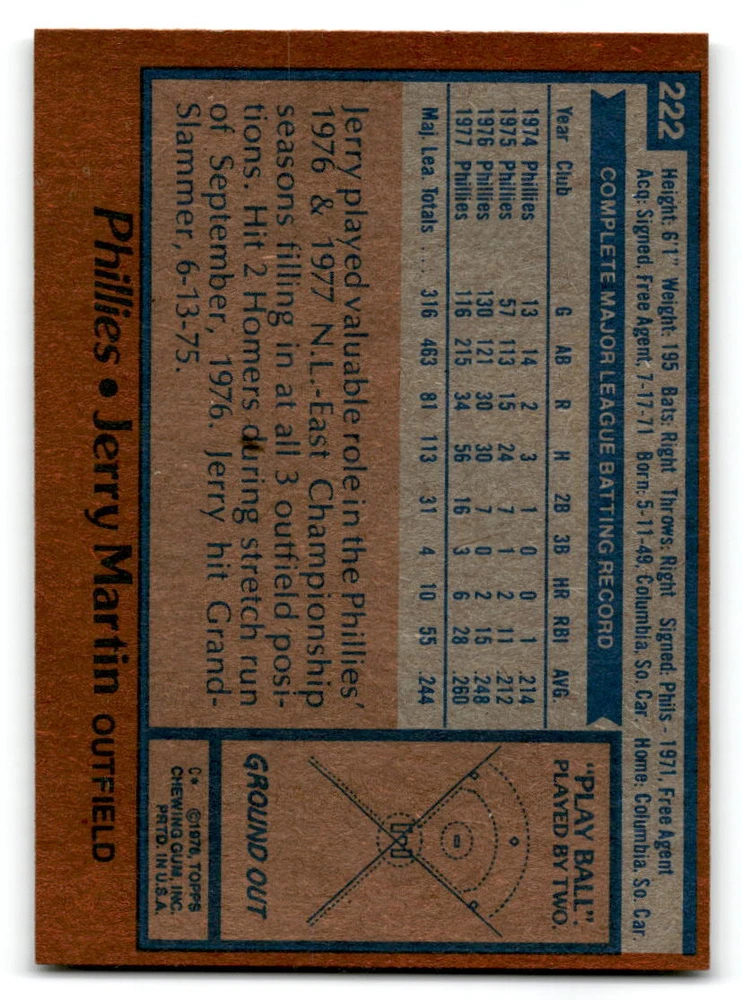 222
Height: 6'1" Weight: 195 Bats: Right Throws: Right Signed: Phils - 1971, Free Agent
Acq: Signed, Free Agent, 7-17-71 Born: 5-11-49, Columbia, So. Car. Home: Columbia, So. Car.
COMPLETE MAJOR LEAGUE BATTING RECORD
Year Club G AB R H 2B 3B HR RBI AVG.
1974 Phillies 13 14 2 3 1 0 0 1 .214
1975 Phillies 57 113 15 24 7 1 2 11 .212
1976 Phillies 130 121 30 30 7 0 2 15 .248
1977 Phillies 116 215 34 56 16 3 6 28 .260
Maj. Lea. Totals .... 316 463 81 113 31 4 10 55 .244
Jerry played valuable role in the Phillies'
1976 & 1977 N.L.-East Championship
seasons filling in at all 3 outfield posi-
tions. Hit 2 Homers during stretch run
of September, 1976. Jerry hit Grand-
Slammer, 6-13-75.
"PLAY BALL"
PLAYED BY TWO.
GROUND OUT
C* ©1978, TOPPS
CHEWING GUM, INC.
PRTD. IN U.S.A.
Phillies • Jerry Martin OUTFIELD